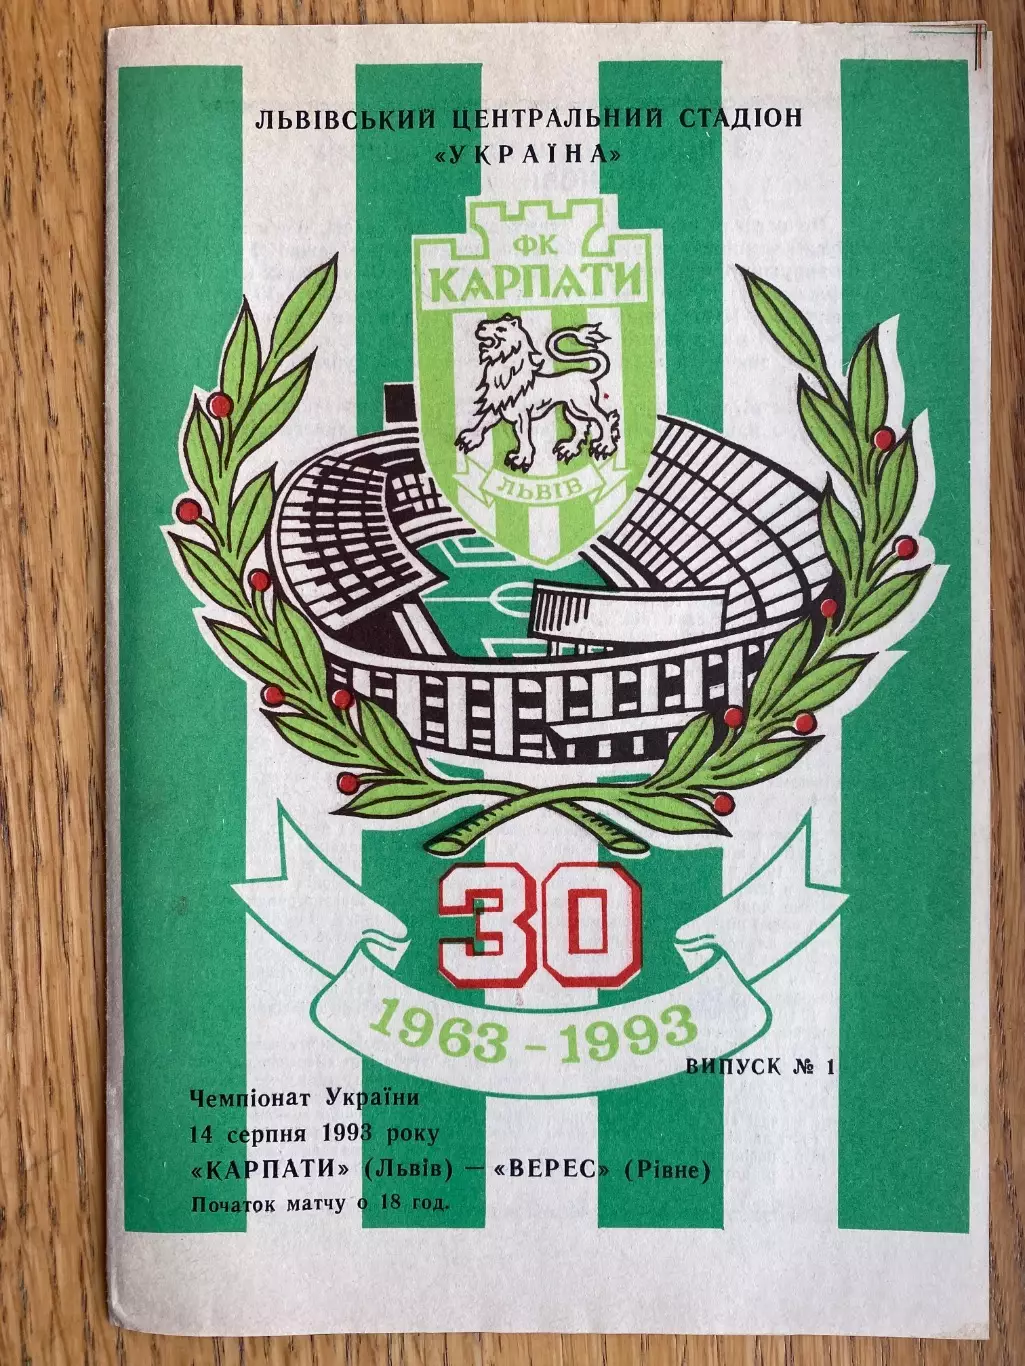 ЛЬВІВСЬКИЙ ЦЕНТРАЛЬНИЙ СТАДІОН
«УКРАЇНА»
ФК
КАРПАТИ
ЛЬВІВ
30
1963-1993
ВИПУСК № 1
Чемпіонат України
14 серпня 1993 року
«КАРПАТИ» (Львів) — «ВЕРЕС» (Рівне)
Початок матчу о 18 год.